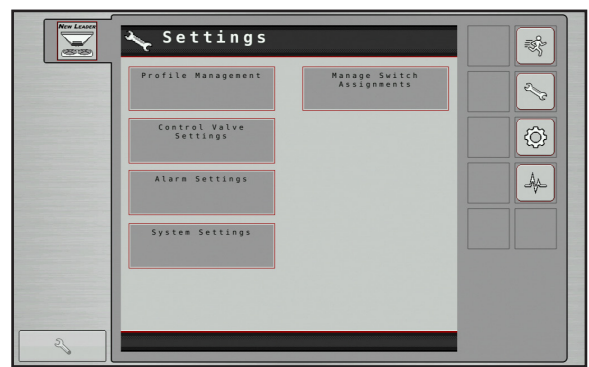 NEW LEADER
Settings
Profile Management
Manage Switch
Assignments
Control Valve
Settings
Alarm Settings
System Settings